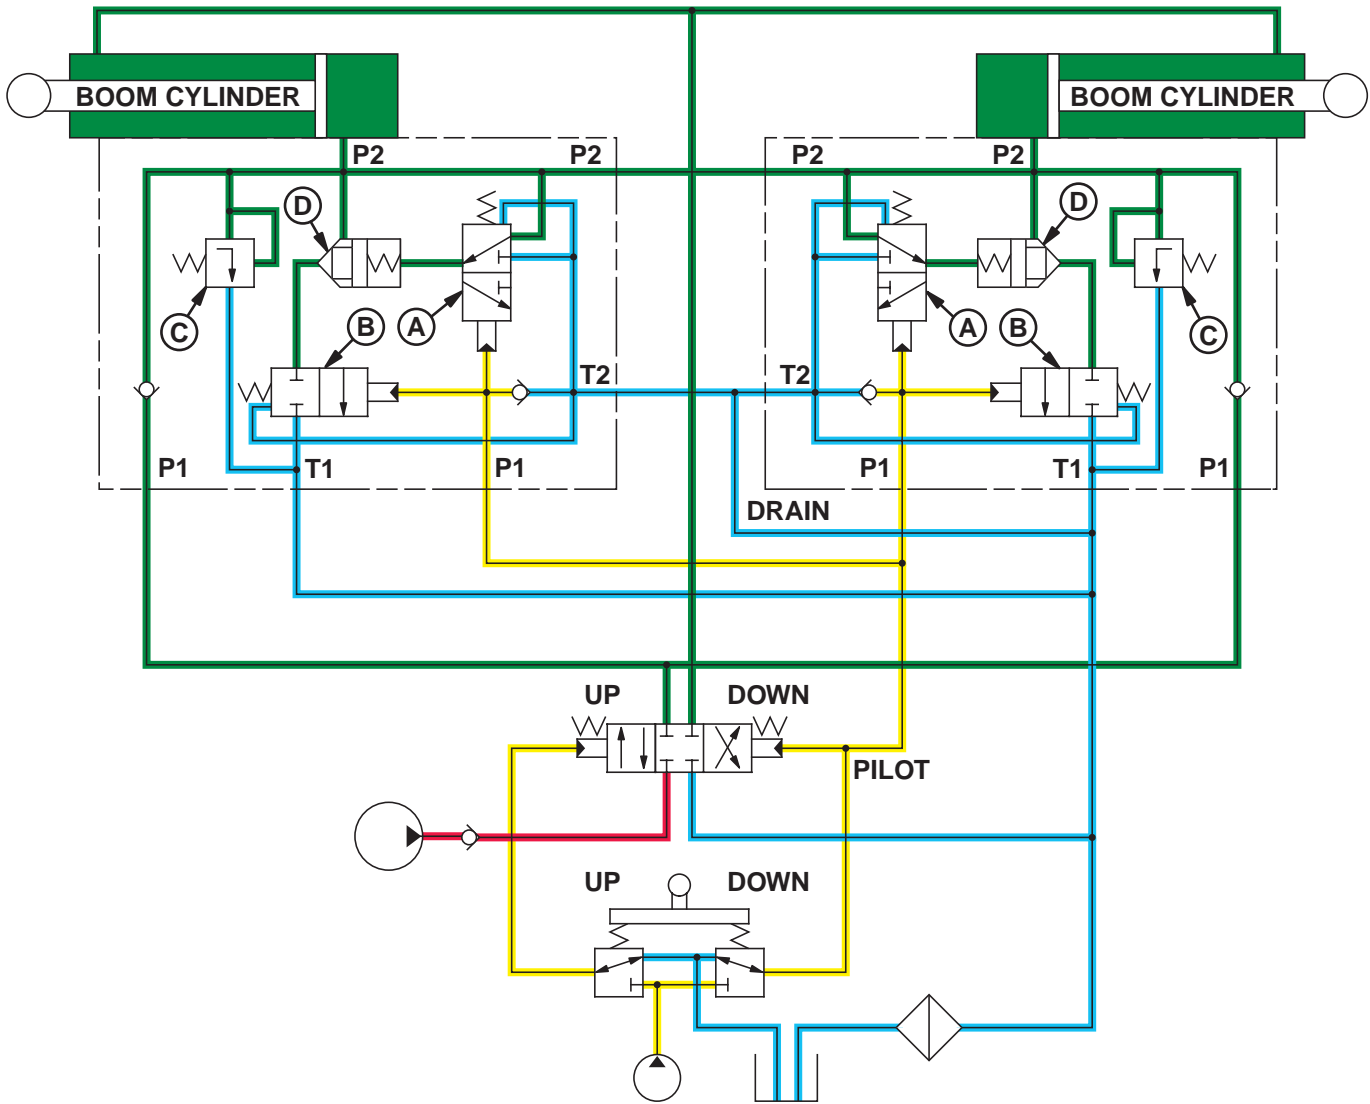 BOOM CYLINDER BOOM CYLINDER
P2 P2 P2 P2
D D
C B A A B C
T2 T2
P1 T1 P1 P1 T1 P1
DRAIN
UP DOWN
PILOT
UP DOWN